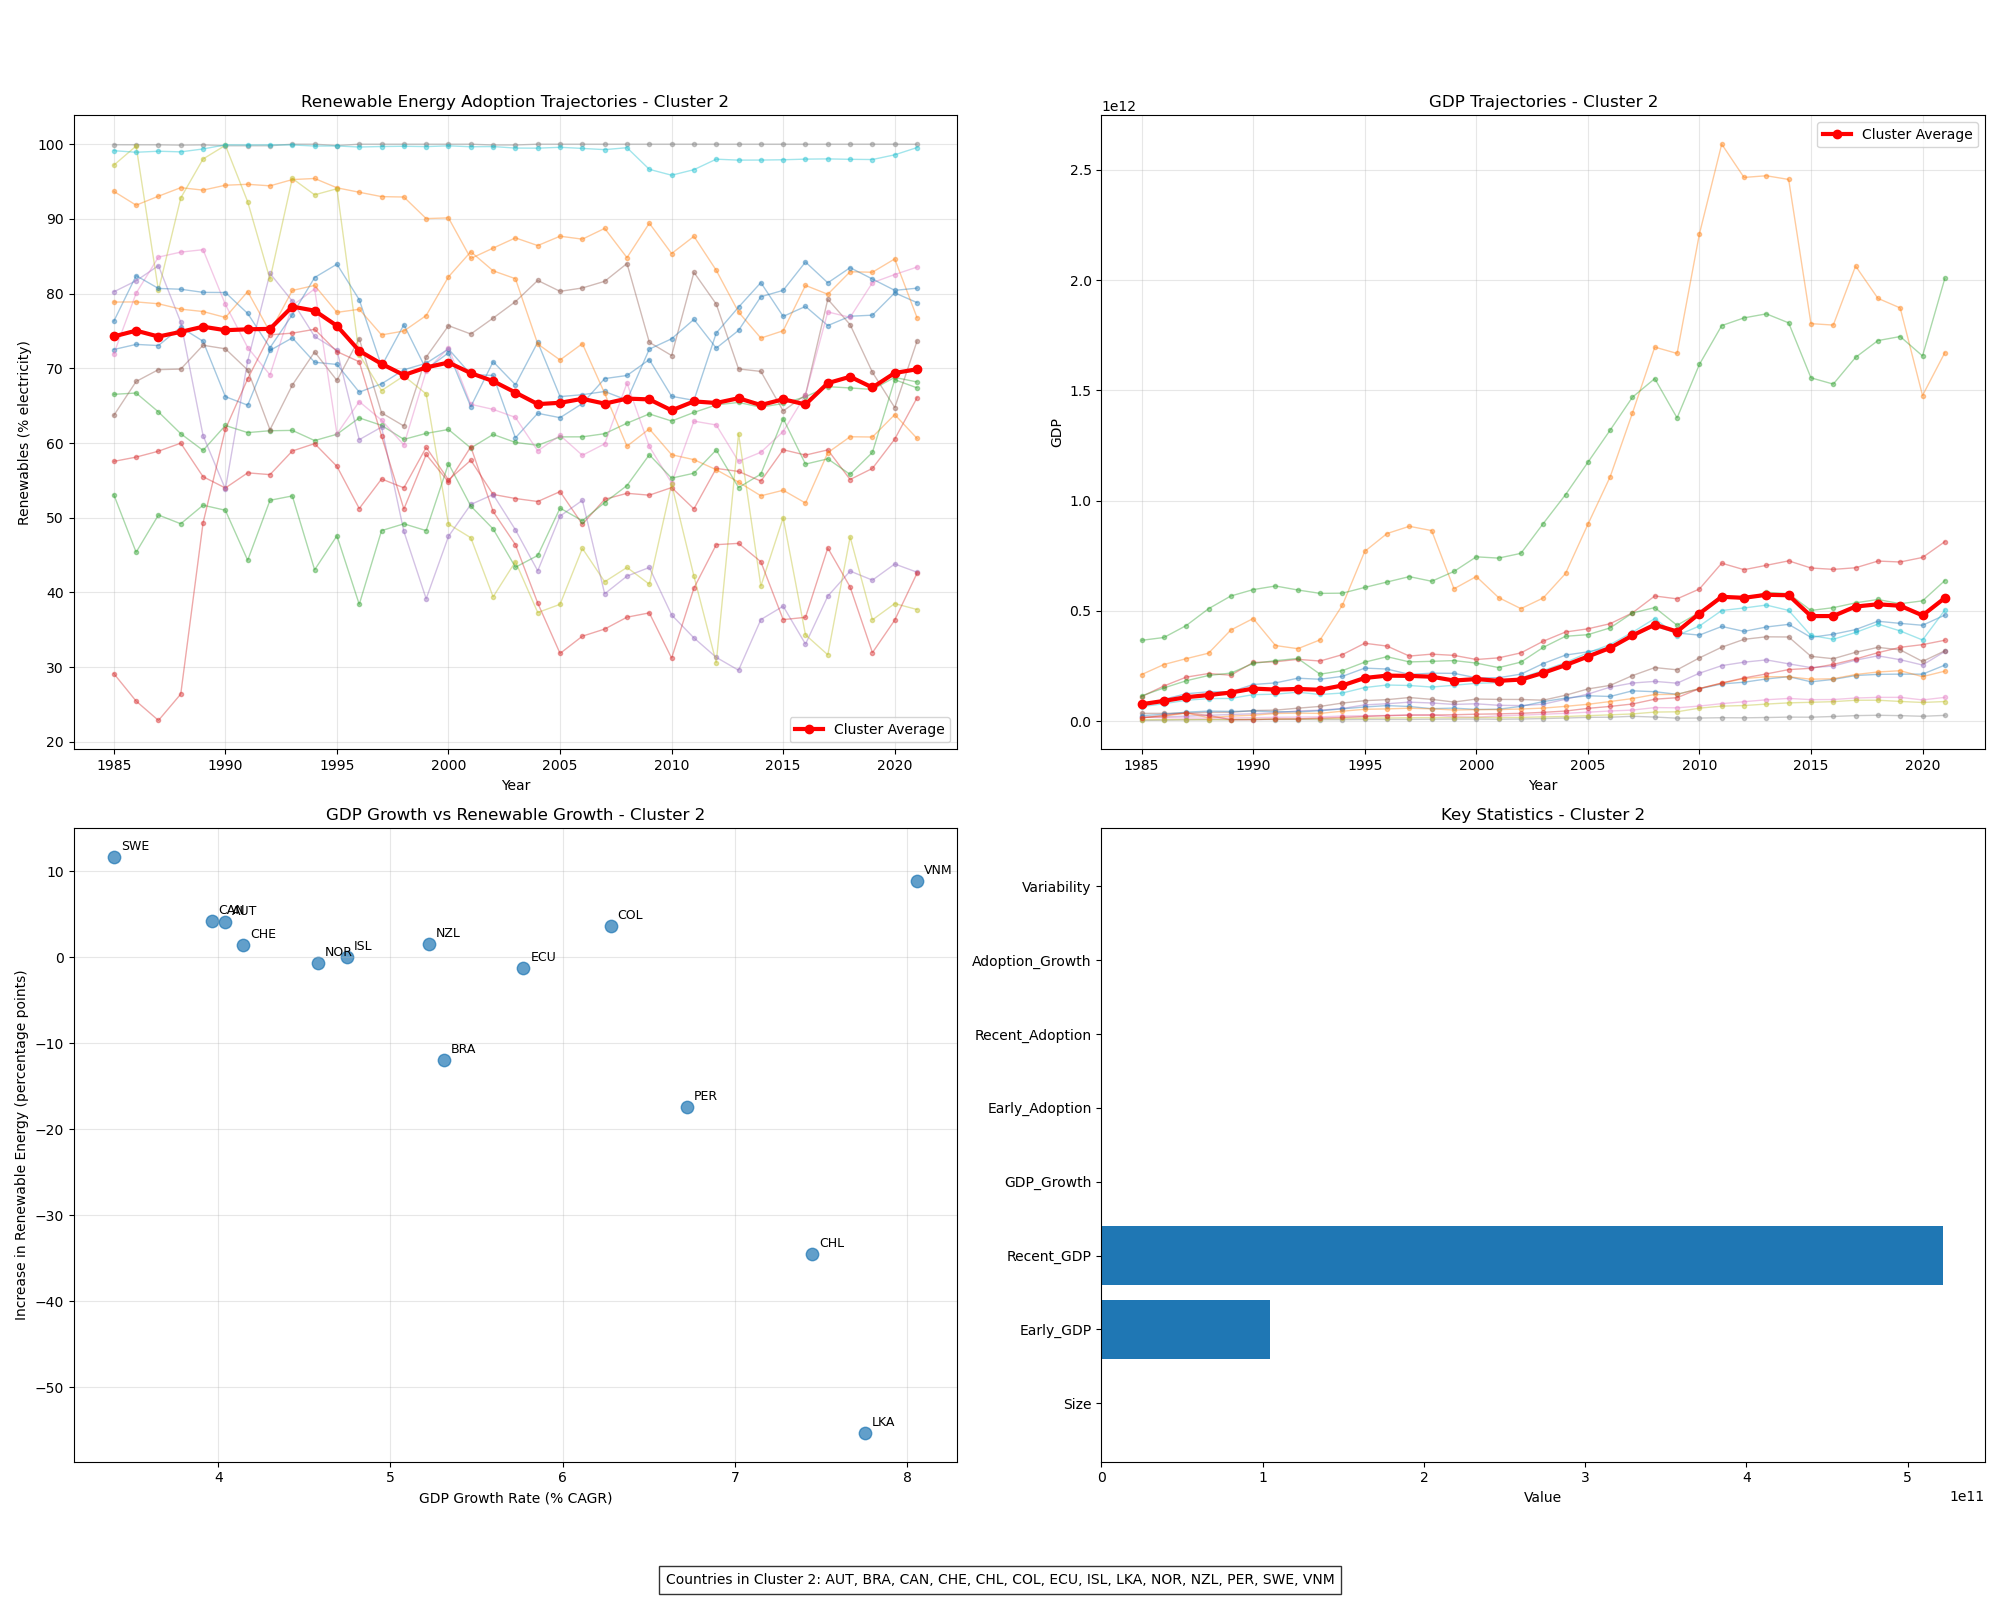 Renewable Energy Adoption Trajectories - Cluster 2
Renewables (% electricity)
100
90
80
70
60
50
40
30
20
1985 1990 1995 2000 2005 2010 2015 2020
Year
Cluster Average
GDP Trajectories - Cluster 2
1e12
GDP
2.5
2.0
1.5
1.0
0.5
0.0
1985 1990 1995 2000 2005 2010 2015 2020
Year
Cluster Average
GDP Growth vs Renewable Growth - Cluster 2
Increase in Renewable Energy (percentage points)
10
0
−10
−20
−30
−40
−50
SWE
VNM
CAN
AUT
CHE
NOR
ISL
NZL
COL
ECU
BRA
PER
CHL
LKA
4 5 6 7 8
GDP Growth Rate (% CAGR)
Key Statistics - Cluster 2
Variability
Adoption_Growth
Recent_Adoption
Early_Adoption
GDP_Growth
Recent_GDP
Early_GDP
Size
0 1 2 3 4 5
1e11
Value
Countries in Cluster 2: AUT, BRA, CAN, CHE, CHL, COL, ECU, ISL, LKA, NOR, NZL, PER, SWE, VNM